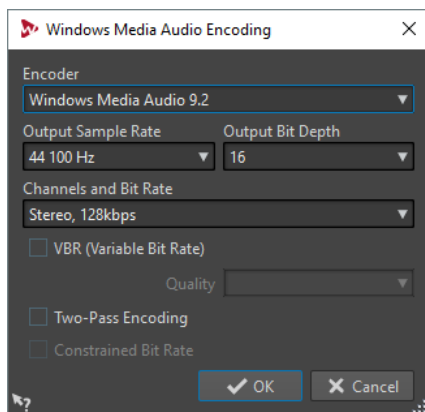 Windows Media Audio Encoding
Encoder
Windows Media Audio 9.2
Output Sample Rate Output Bit Depth
44 100 Hz 16
Channels and Bit Rate
Stereo, 128kbps
VBR (Variable Bit Rate)
Quality
Two-Pass Encoding
Constrained Bit Rate
OK Cancel
?